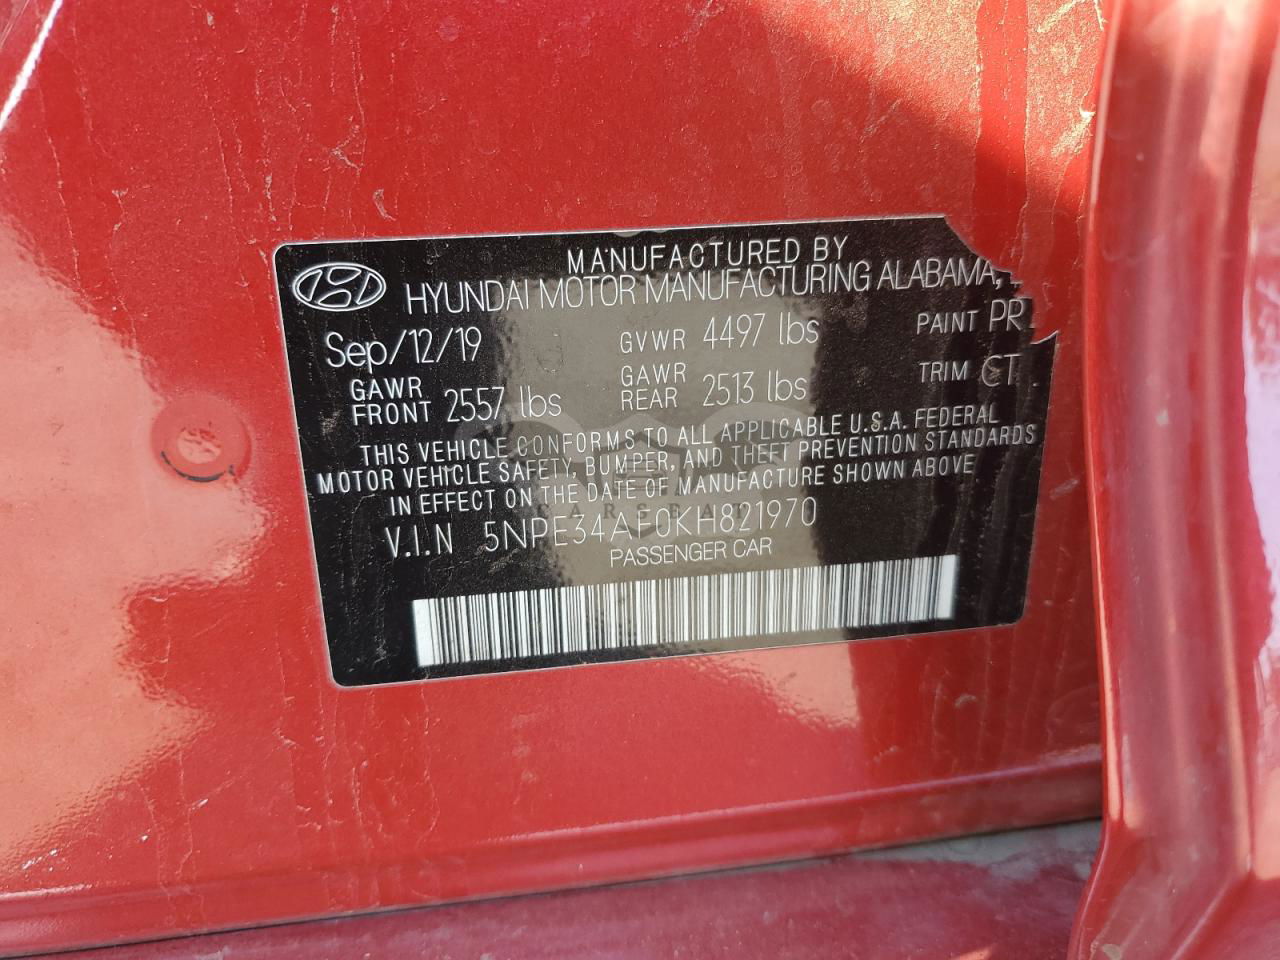 MANUFACTURED BY
HYUNDAI MOTOR MANUFACTURING ALABAMA,
Sep/12/19 GVWR 4497 lbs PAINT PR
GAWR FRONT 2557 lbs GAWR REAR 2513 lbs TRIM CT
THIS VEHICLE CONFORMS TO ALL APPLICABLE U.S.A. FEDERAL
MOTOR VEHICLE SAFETY, BUMPER, AND THEFT PREVENTION STANDARDS
IN EFFECT ON THE DATE OF MANUFACTURE SHOWN ABOVE
V.I.N 5NPE34AF0KH821970
PASSENGER CAR